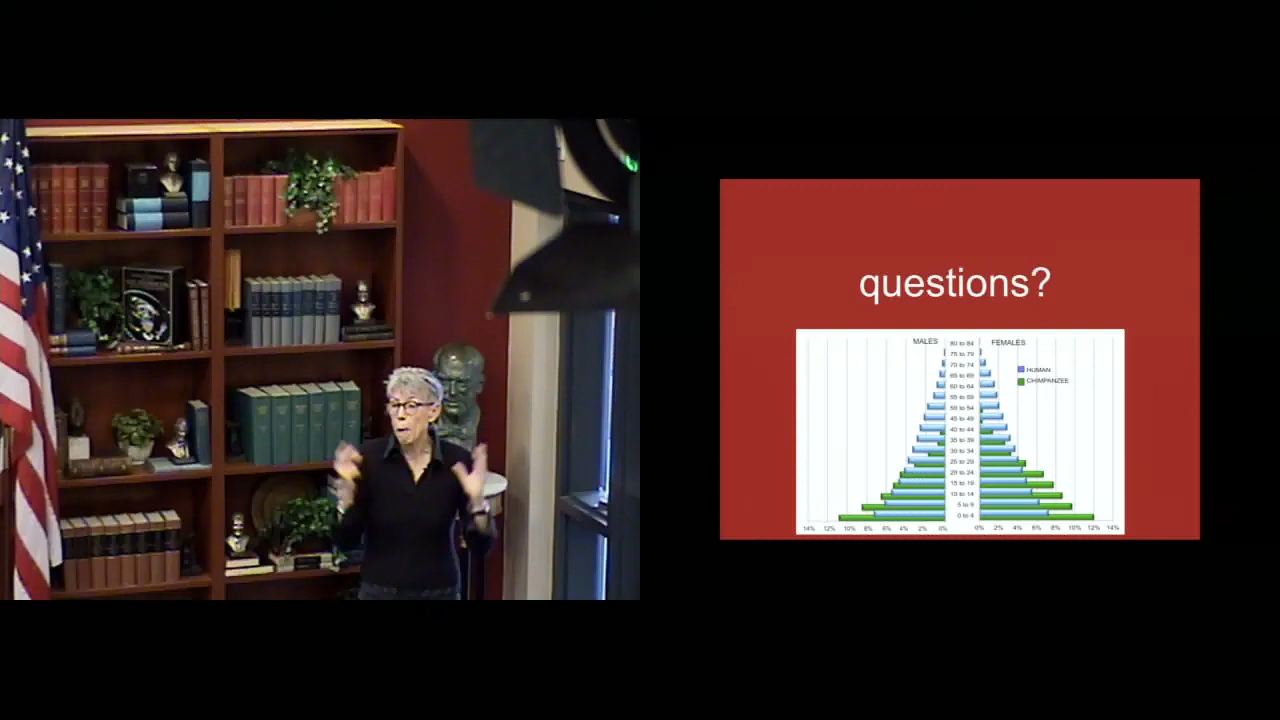 questions?
MALES FEMALES
80 to 84
75 to 79
70 to 74
65 to 69
60 to 64
55 to 59
50 to 54
45 to 49
40 to 44
35 to 39
30 to 34
25 to 29
20 to 24
15 to 19
10 to 14
5 to 9
0 to 4
HUMAN
CHIMPANZEE
14% 12% 10% 8% 6% 4% 2% 0% 0% 2% 4% 6% 8% 10% 12% 14%